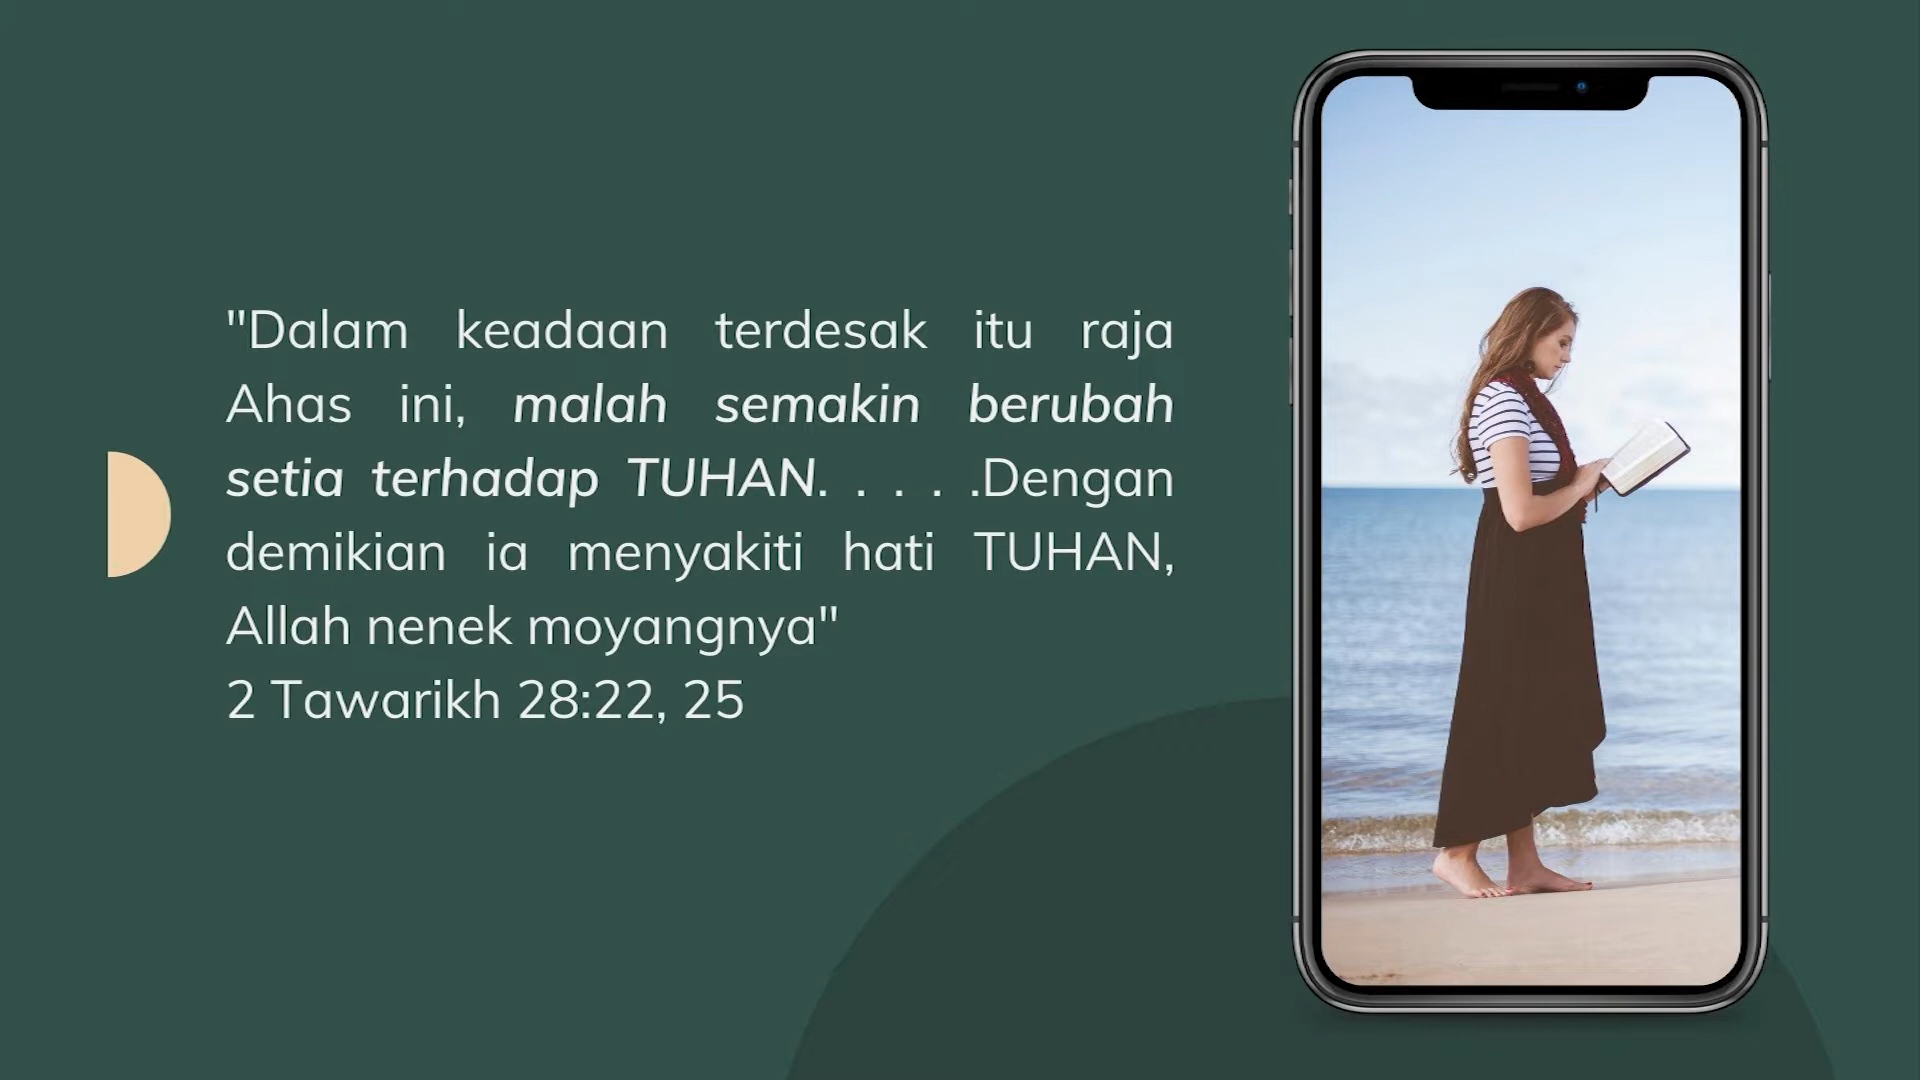 "Dalam keadaan terdesak itu raja
Ahas ini, malah semakin berubah
setia terhadap TUHAN. . . . .Dengan
demikian ia menyakiti hati TUHAN,
Allah nenek moyangnya"
2 Tawarikh 28:22, 25